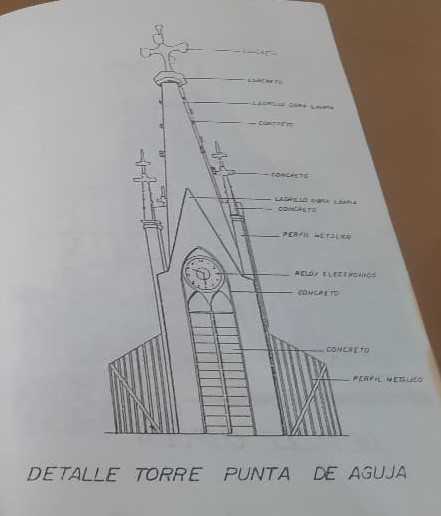 CONCRETO
CONCRETO
LADRILLO OBRA LIMPIA
CONCRETO
CONCRETO
LADRILLO OBRA LIMPIA
CONCRETO
PERFIL METALICO
RELOJ ELECTRONICO
CONCRETO
CONCRETO
PERFIL METALICO
DETALLE TORRE PUNTA DE AGUJA